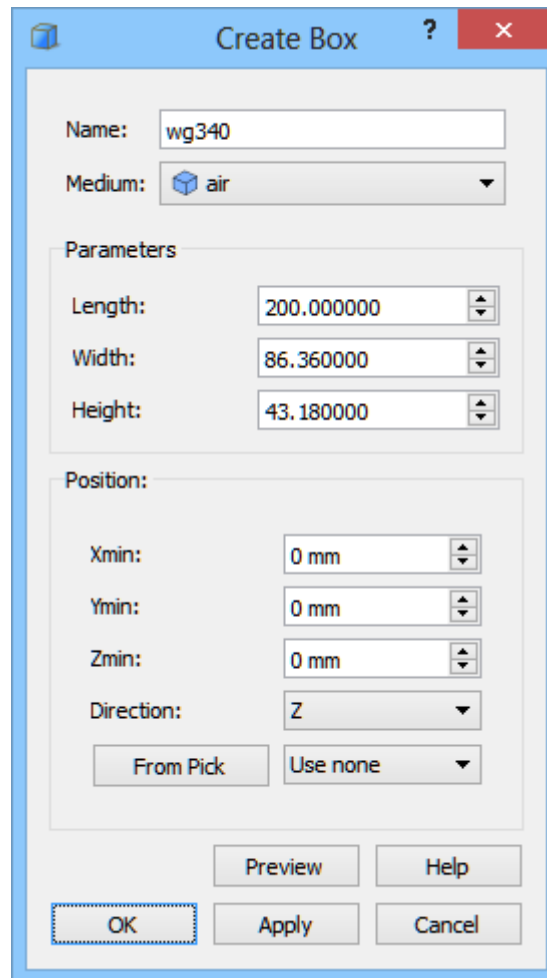 Create Box ? ×
Name: wg340
Medium: air
Parameters
Length: 200.000000
Width: 86.360000
Height: 43.180000
Position:
Xmin: 0 mm
Ymin: 0 mm
Zmin: 0 mm
Direction: Z
From Pick Use none
Preview Help
OK Apply Cancel